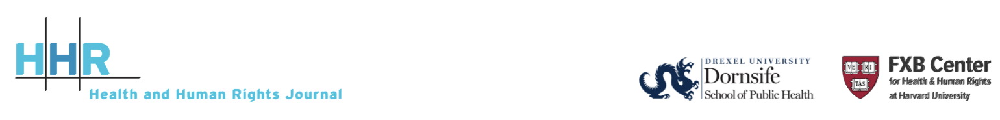 HHR
Health and Human Rights Journal
DREXEL UNIVERSITY
Dornsife
School of Public Health
VE RI
TAS
FXB Center
for Health & Human Rights
at Harvard University